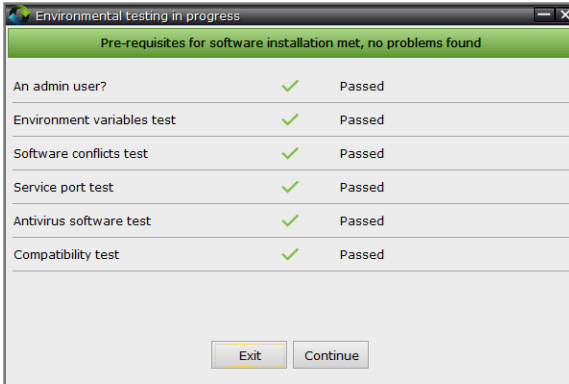 Environmental testing in progress
Pre-requisites for software installation met, no problems found
An admin user? Passed
Environment variables test Passed
Software conflicts test Passed
Service port test Passed
Antivirus software test Passed
Compatibility test Passed
Exit Continue